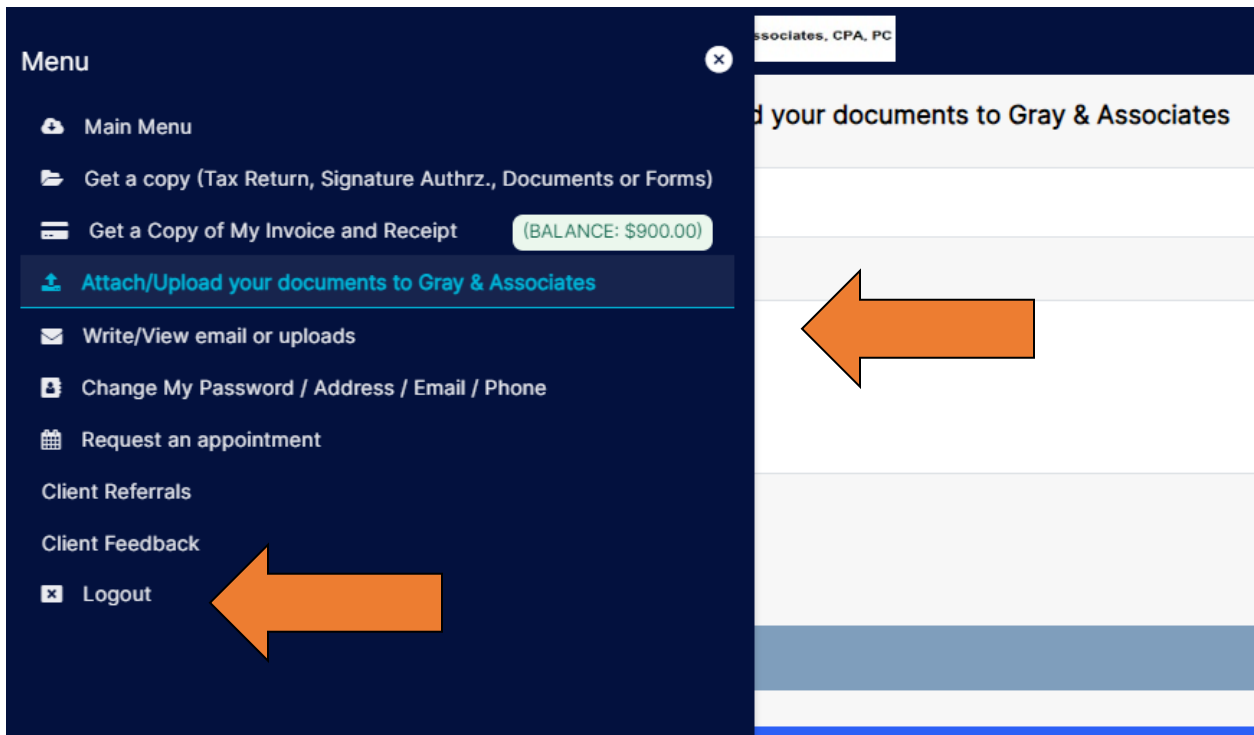 ssociates, CPA, PC
Menu
d your documents to Gray & Associates
Main Menu
Get a copy (Tax Return, Signature Authrz., Documents or Forms)
Get a Copy of My Invoice and Receipt (BALANCE: $900.00)
Attach/Upload your documents to Gray & Associates
Write/View email or uploads
Change My Password / Address / Email / Phone
Request an appointment
Client Referrals
Client Feedback
Logout